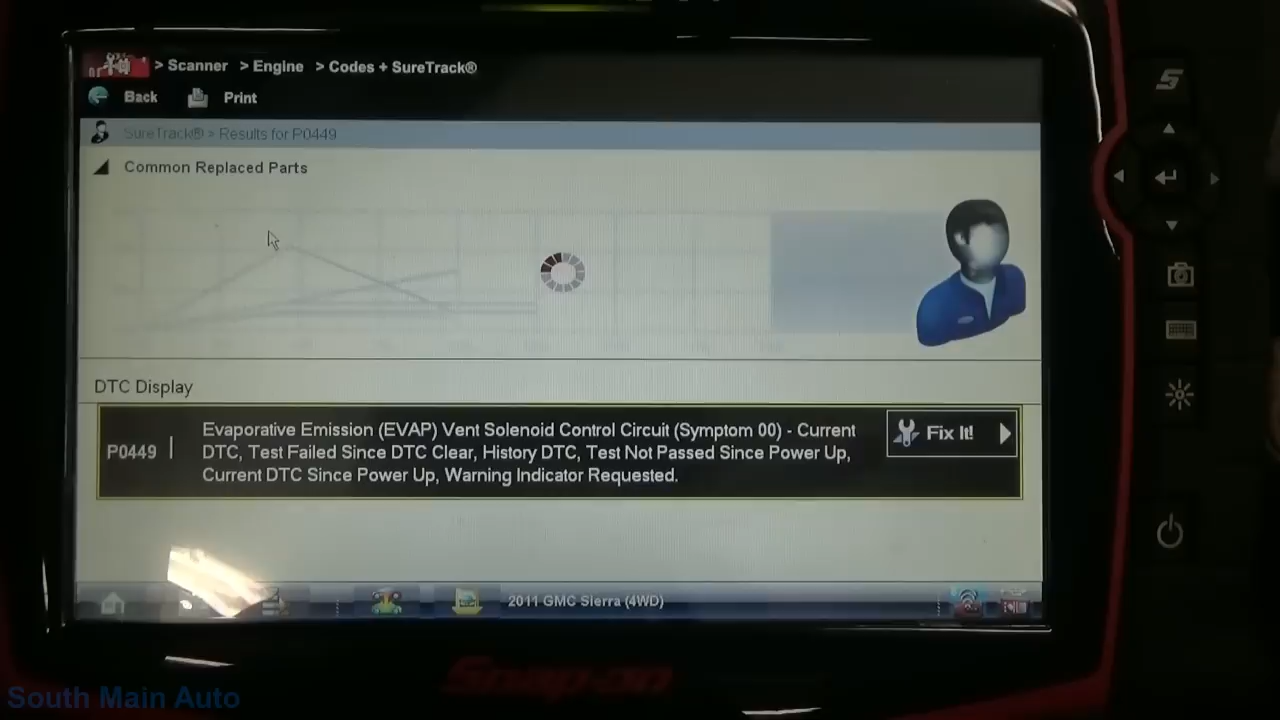 > Scanner > Engine > Codes + SureTrack®
Back Print
SureTrack® > Results for P0449
Common Replaced Parts
DTC Display
P0449
Evaporative Emission (EVAP) Vent Solenoid Control Circuit (Symptom 00) - Current
DTC, Test Failed Since DTC Clear, History DTC, Test Not Passed Since Power Up,
Current DTC Since Power Up, Warning Indicator Requested.
Fix It!
2011 GMC Sierra (4WD)
Snap-on
South Main Auto